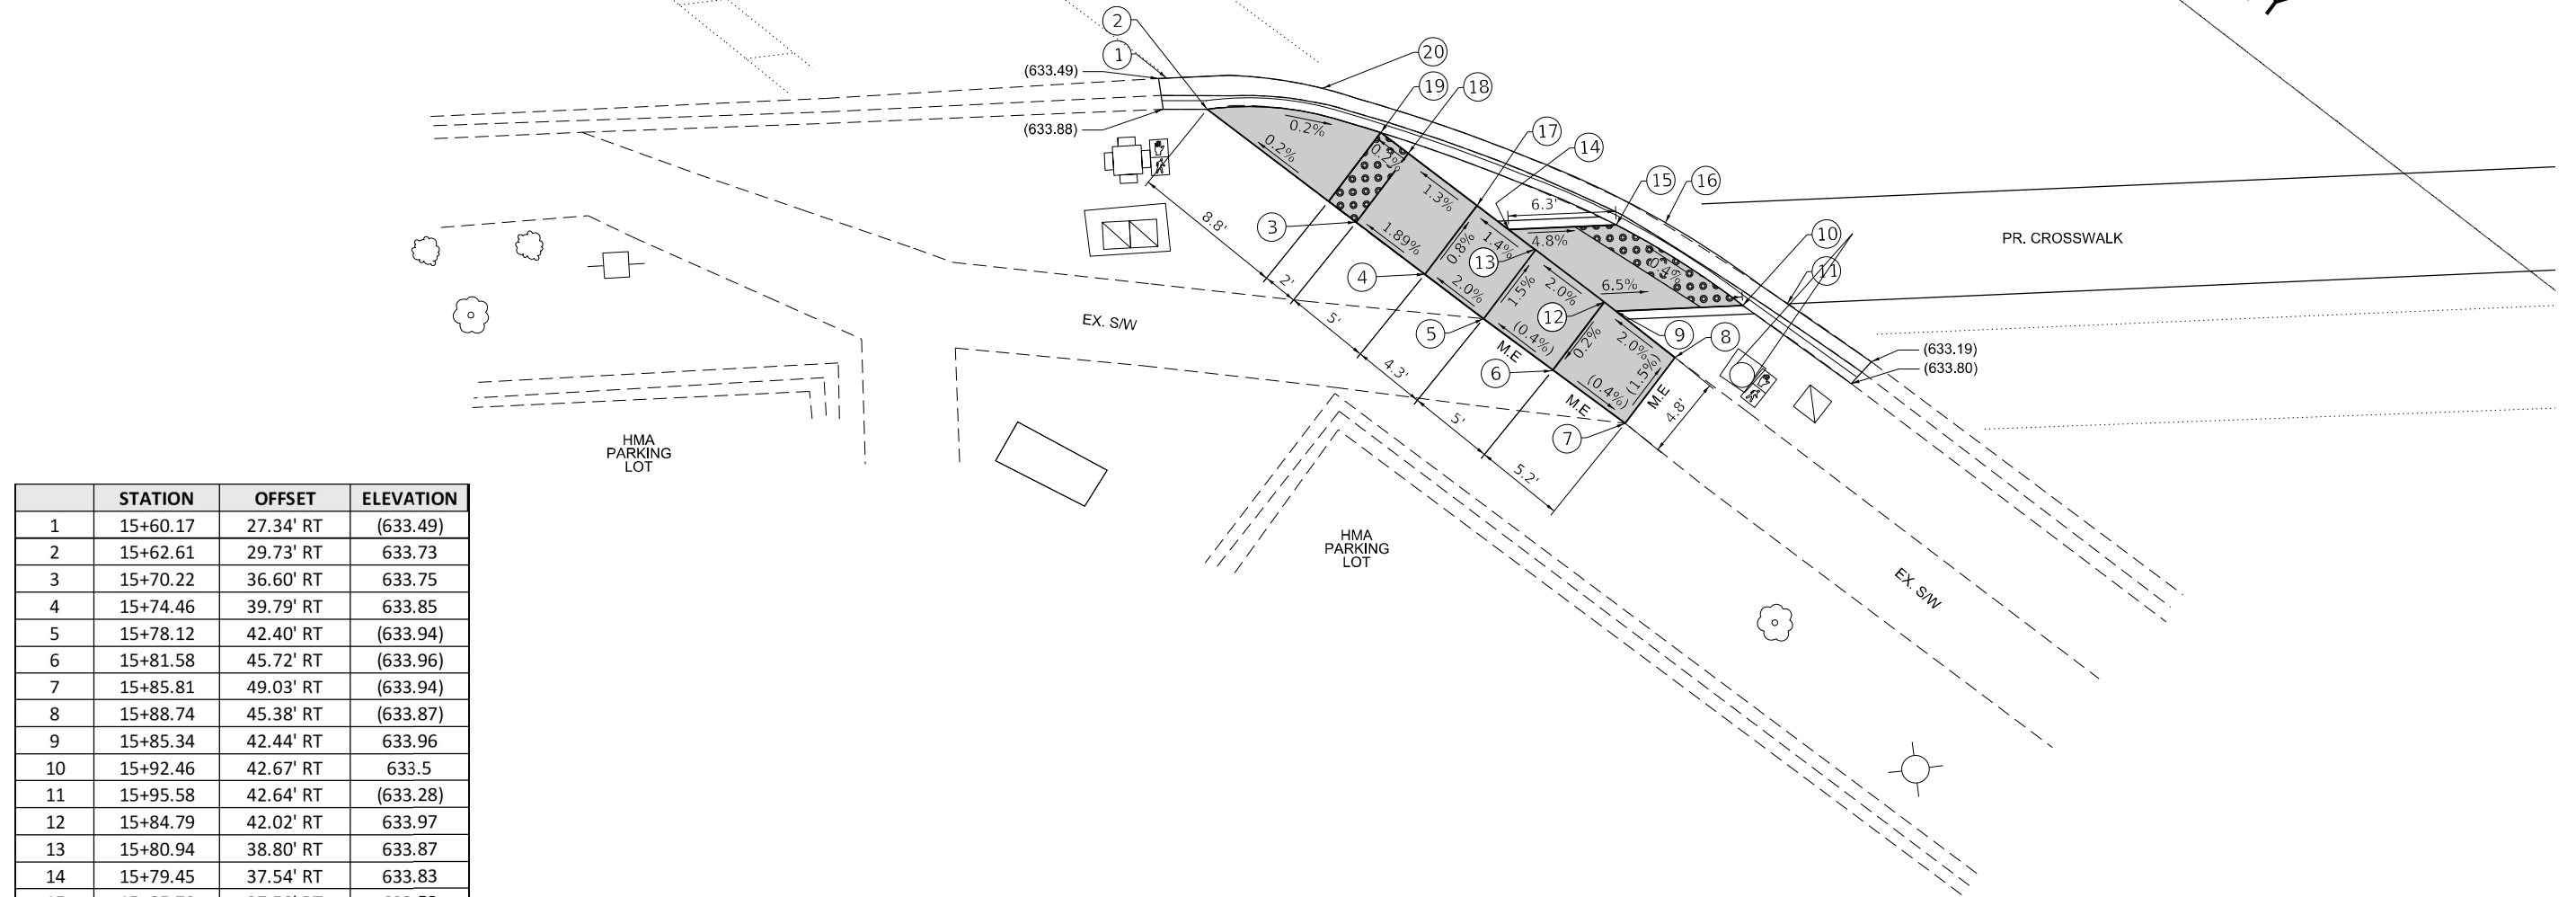 2
1
(633.49)
(633.88)
20
19
18
17
14
15
16
10
11
13
12
9
8
3
4
5
6
7
0.2%
0.2%
0.2%
1.3%
1.89%
0.8%
1.4%
2.0%
1.5%
2.0%
(0.4%)
0.2%
2.0%
(1.5%)
(0.4%)
6.3'
4.8%
6.5%
0.4%
M.E
M.E
M.E
8.8'
2'
5'
4.3'
5'
5.2'
4.8'
PR. CROSSWALK
(633.19)
(633.80)
EX. S/W
EX. S/W
HMA
PARKING
LOT
HMA
PARKING
LOT
STATION OFFSET ELEVATION
1 15+60.17 27.34' RT (633.49)
2 15+62.61 29.73' RT 633.73
3 15+70.22 36.60' RT 633.75
4 15+74.46 39.79' RT 633.85
5 15+78.12 42.40' RT (633.94)
6 15+81.58 45.72' RT (633.96)
7 15+85.81 49.03' RT (633.94)
8 15+88.74 45.38' RT (633.87)
9 15+85.34 42.44' RT 633.96
10 15+92.46 42.67' RT 633.5
11 15+95.58 42.64' RT (633.28)
12 15+84.79 42.02' RT 633.97
13 15+80.94 38.80' RT 633.87
14 15+79.45 37.54' RT 633.83